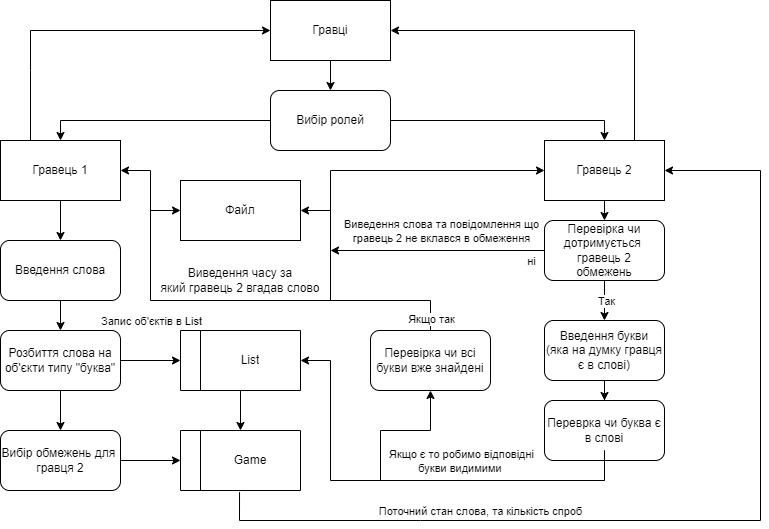 Гравці
Вибір ролей
Гравець 1
Гравець 2
Файл
Виведення слова та повідомлення що
гравець 2 не вклався в обмеження
Перевірка чи
дотримується
гравець 2
обмежень
ні
Введення слова
Виведення часу за
який гравець 2 вгадав слово
Так
Запис об'єктів в List
Якщо так
Розбиття слова на
об'єкти типу "буква"
List
Перевірка чи всі
букви вже знайдені
Введення букви
(яка на думку гравця
є в слові)
Переврка чи буква є
в слові
Вибір обмежень для
гравця 2
Game
Якщо є то робимо відповідні
букви видимими
Поточний стан слова, та кількість спроб